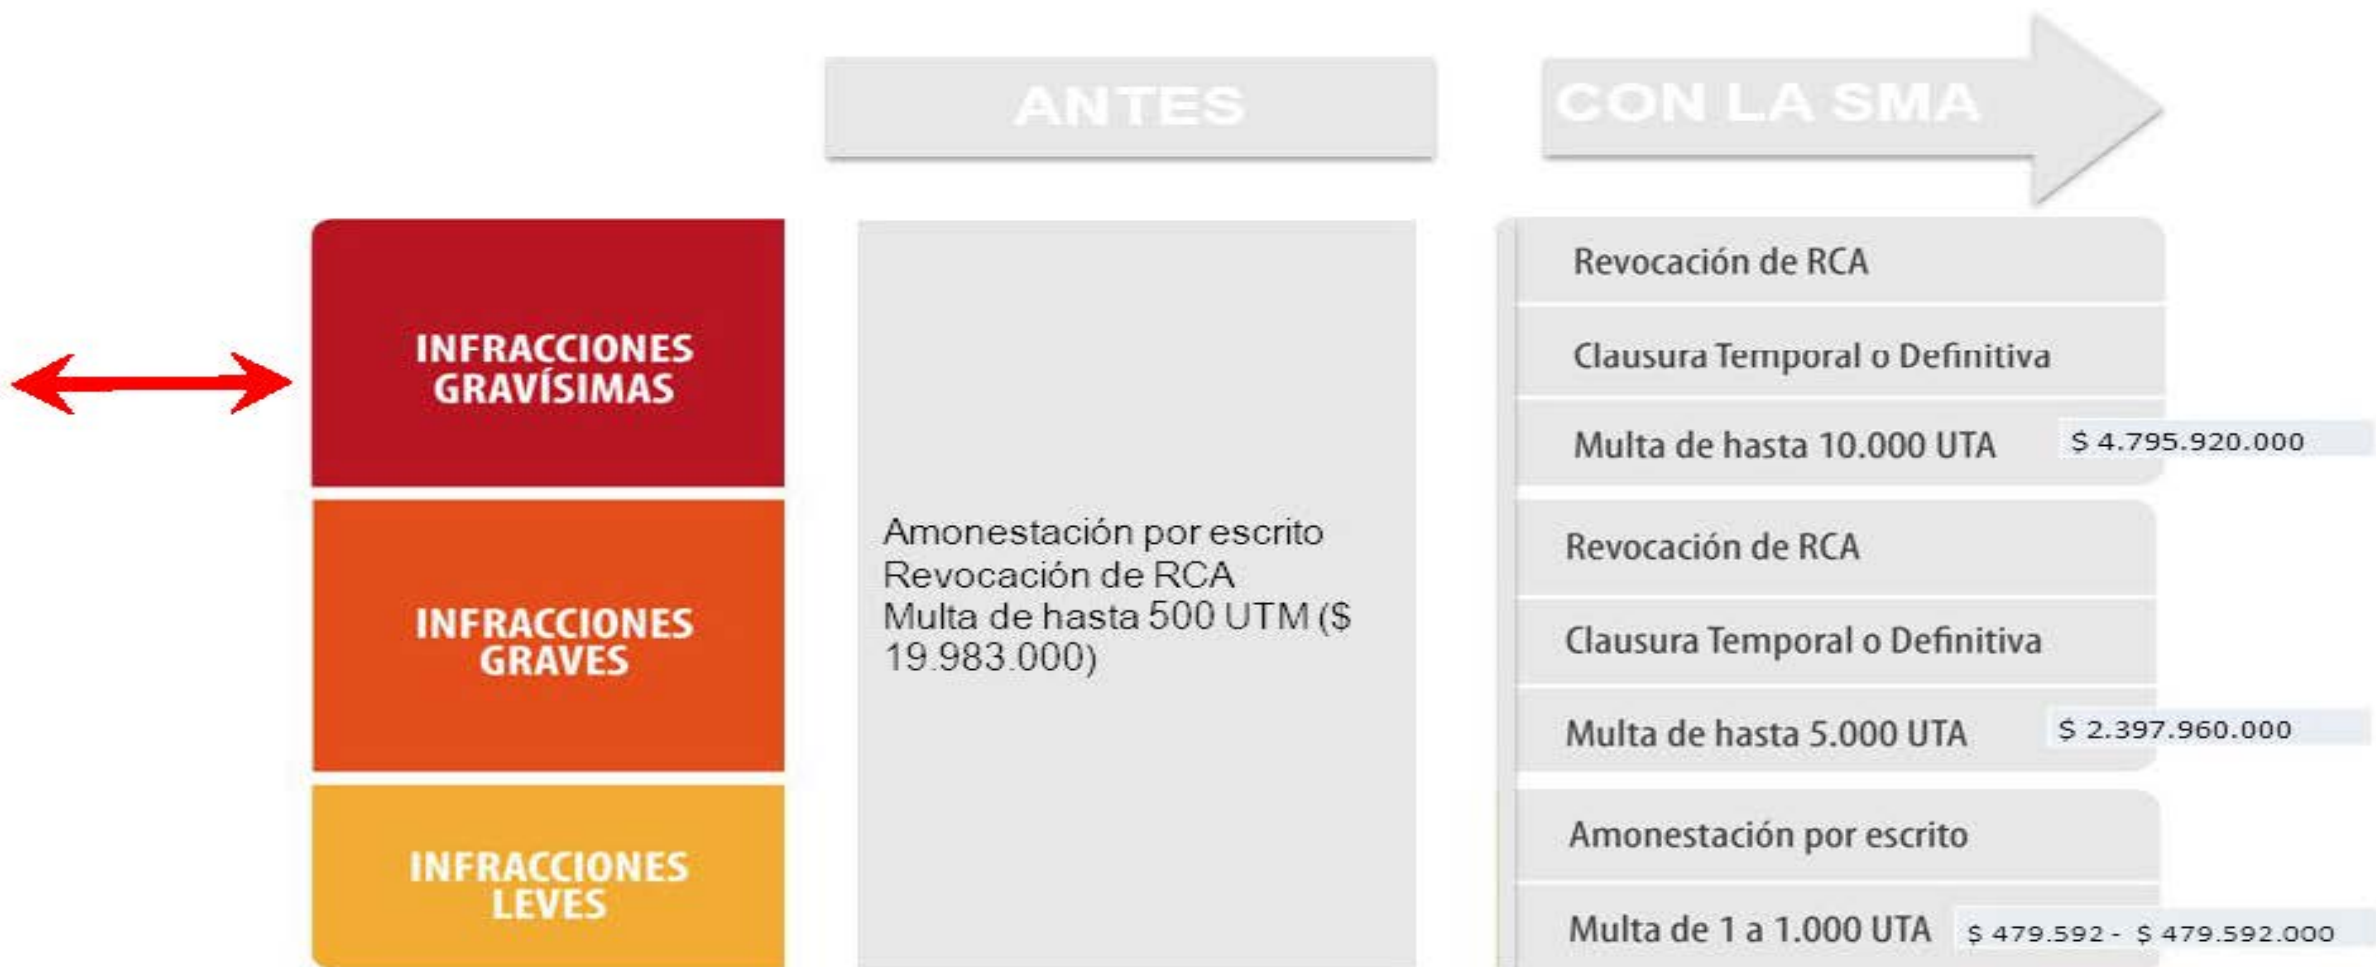 ANTES
CON LA SMA
INFRACCIONES
GRAVÍSIMAS
INFRACCIONES
GRAVES
INFRACCIONES
LEVES
Amonestación por escrito
Revocación de RCA
Multa de hasta 500 UTM ($
19.983.000)
Revocación de RCA
Clausura Temporal o Definitiva
Multa de hasta 10.000 UTA $ 4.795.920.000
Revocación de RCA
Clausura Temporal o Definitiva
Multa de hasta 5.000 UTA $ 2.397.960.000
Amonestación por escrito
Multa de 1 a 1.000 UTA $ 479.592 - $ 479.592.000